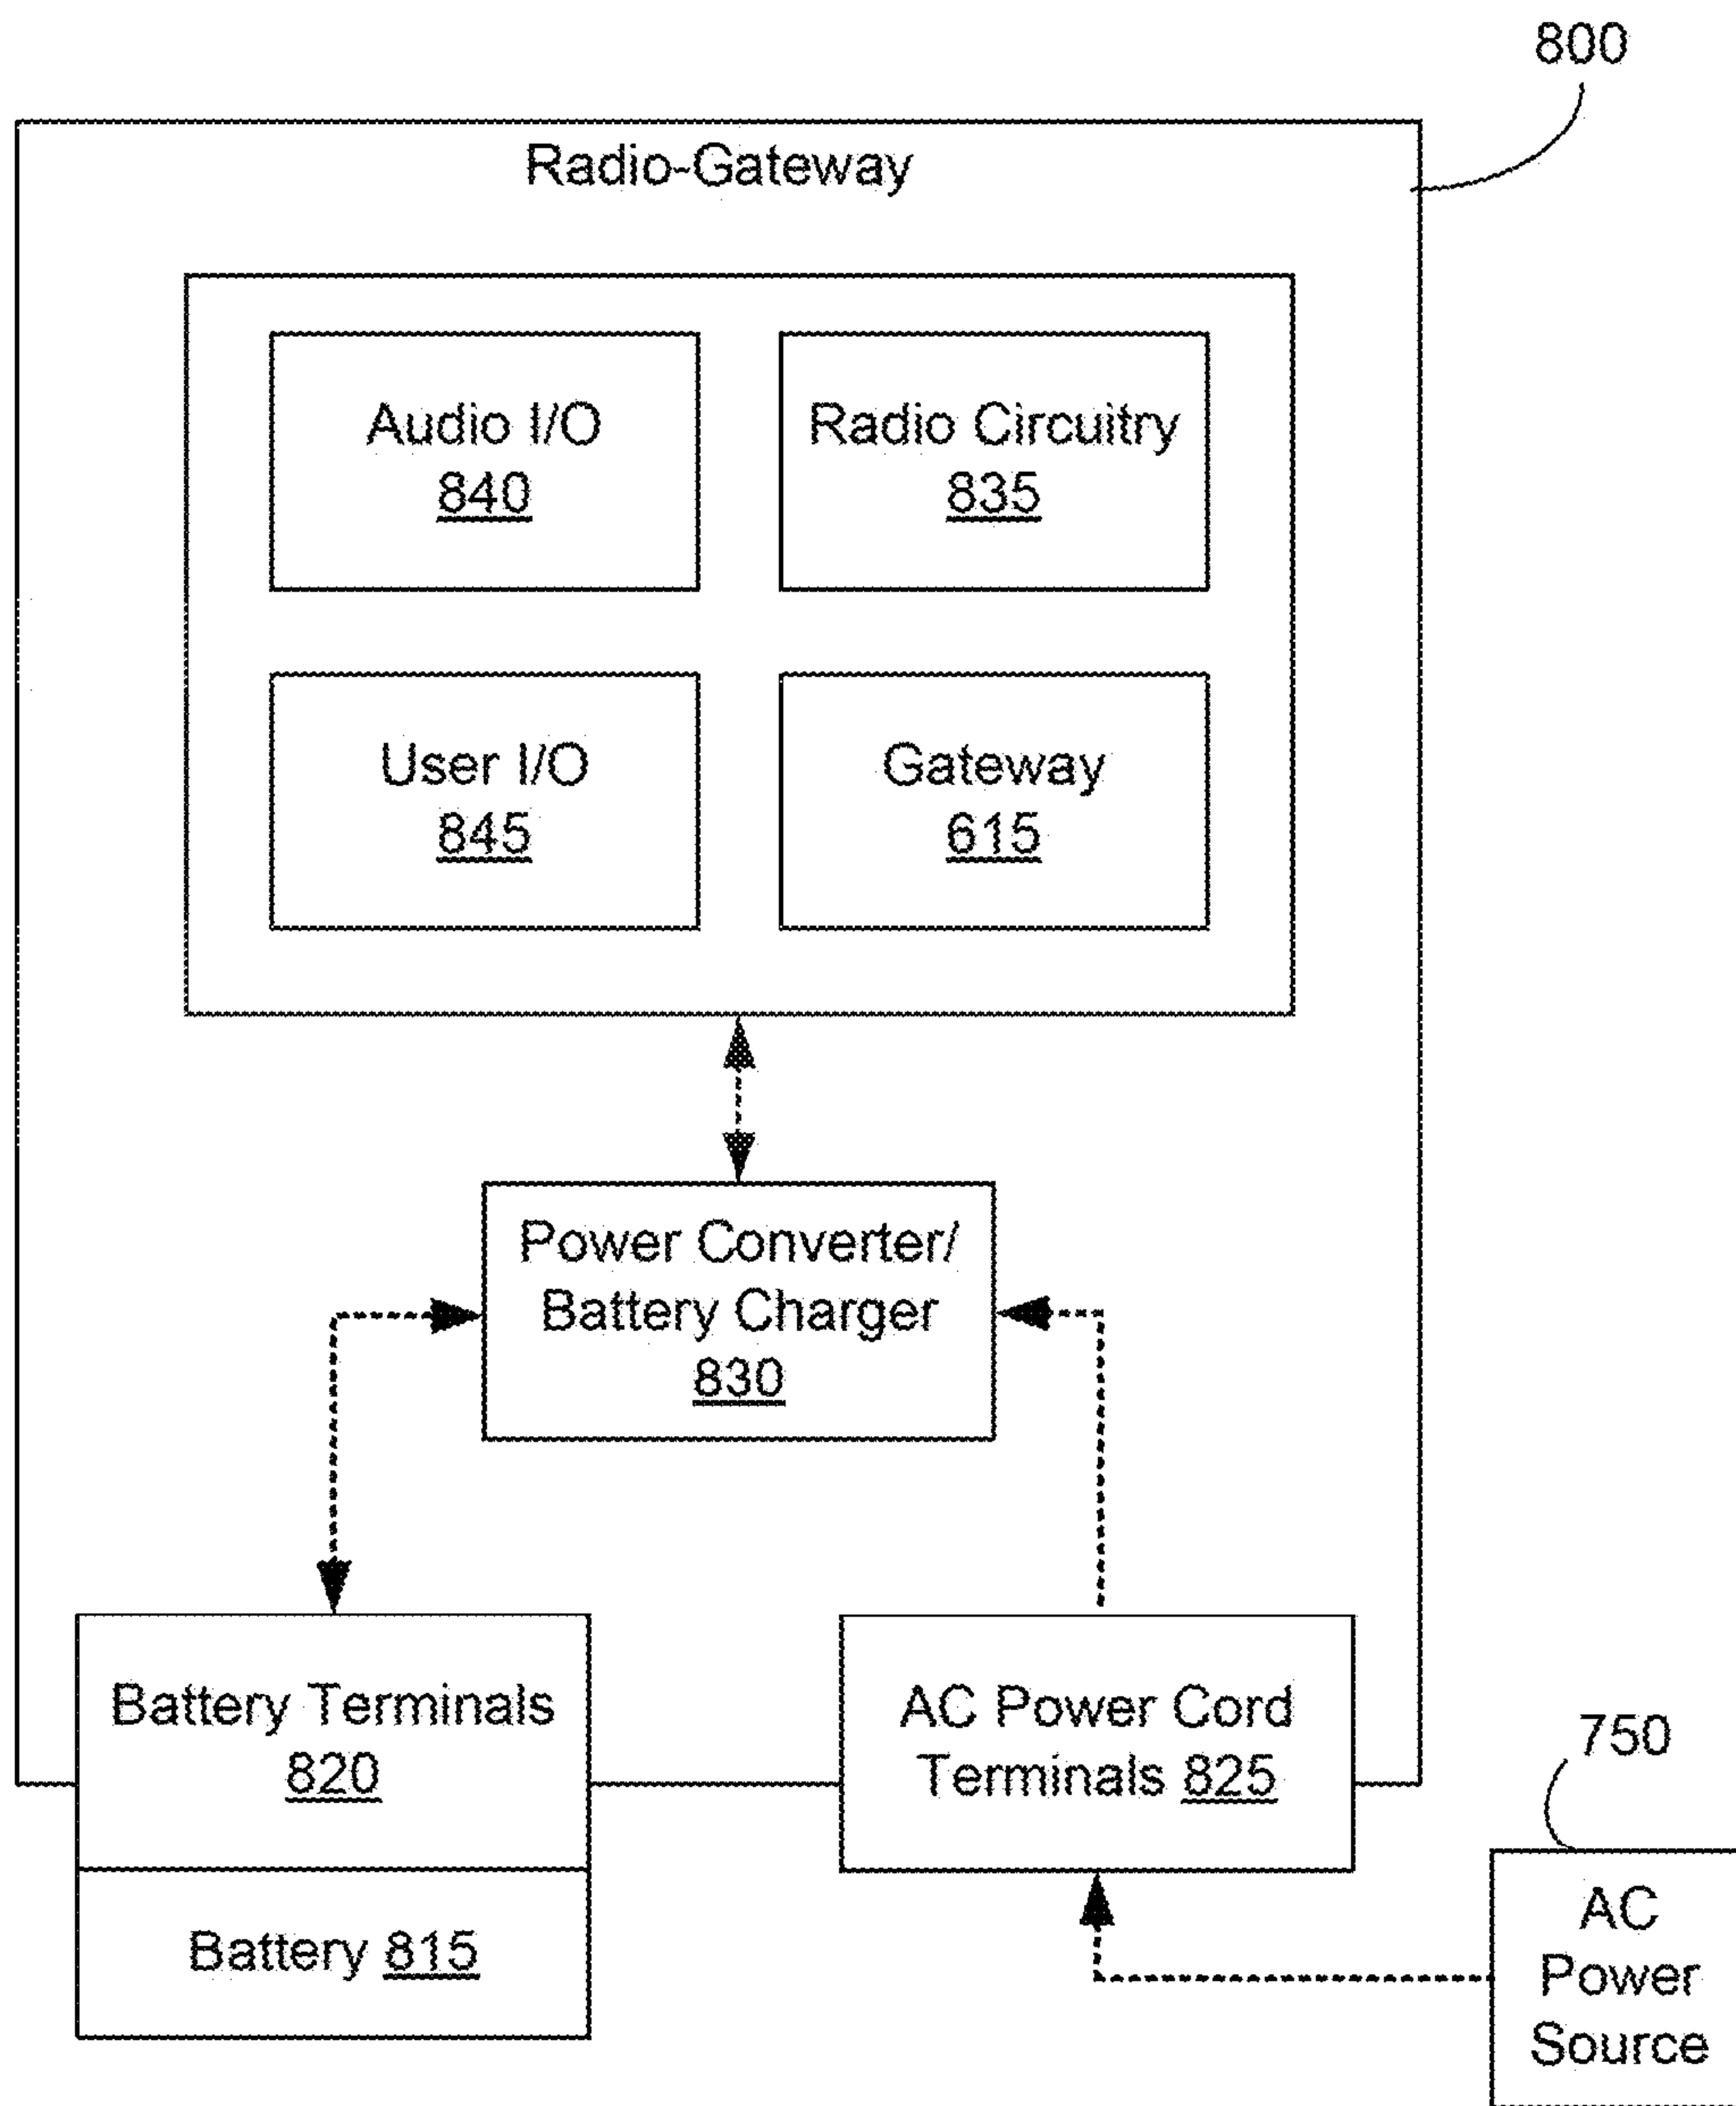 800
Radio-Gateway
Audio I/O
840
Radio Circuitry
835
User I/O
845
Gateway
615
Power Converter/
Battery Charger
830
Battery Terminals
820
AC Power Cord
Terminals 825
750
Battery 815
AC
Power
Source